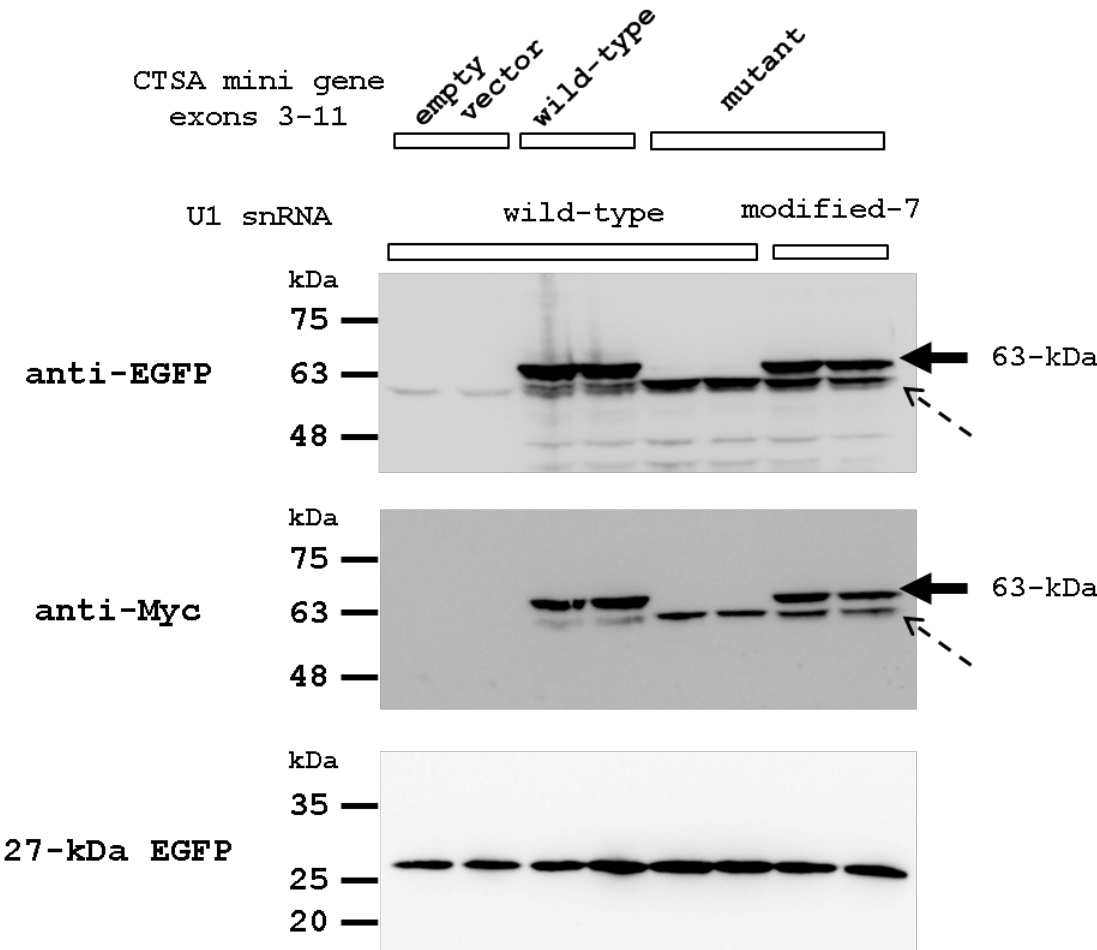 CTSA mini gene
exons 3-11
empty
vector
wild-type
mutant
U1 snRNA
wild-type
modified-7
kDa
75
anti-EGFP
63
48
63-kDa
kDa
75
anti-Myc
63
48
63-kDa
kDa
35
27-kDa EGFP
25
20